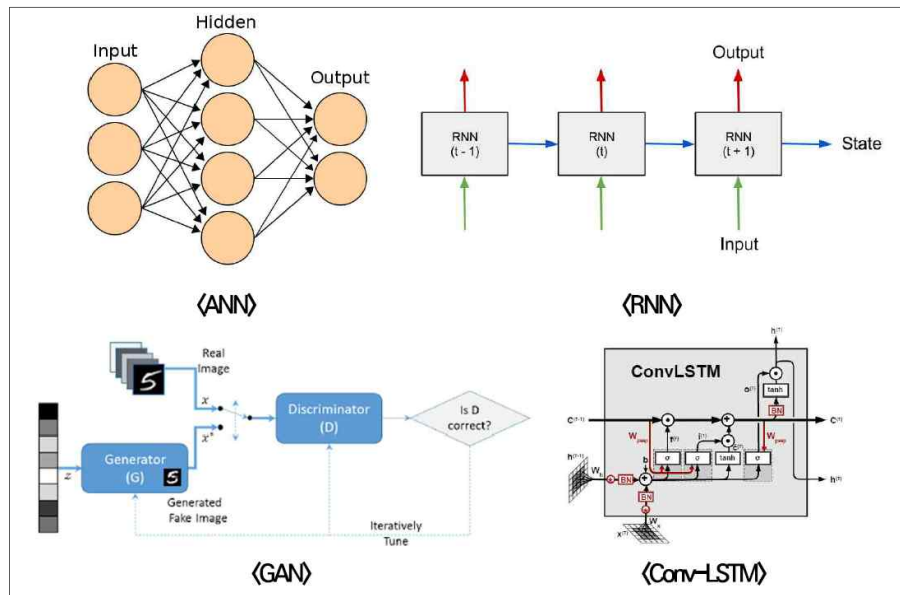 Hidden
Input
Output
Output
RNN
(t - 1)
RNN
(t)
RNN
(t + 1)
State
Input
〈ANN〉
〈RNN〉
Real
Image
x
x*
Discriminator
(D)
Is D
correct?
Generator
(G)
z
Generated
Fake Image
Iteratively
Tune
〈GAN〉
ConvLSTM
tanh
BN
W
W
b
σ
σ
tanh
σ
BN
BN
〈Conv-LSTM〉